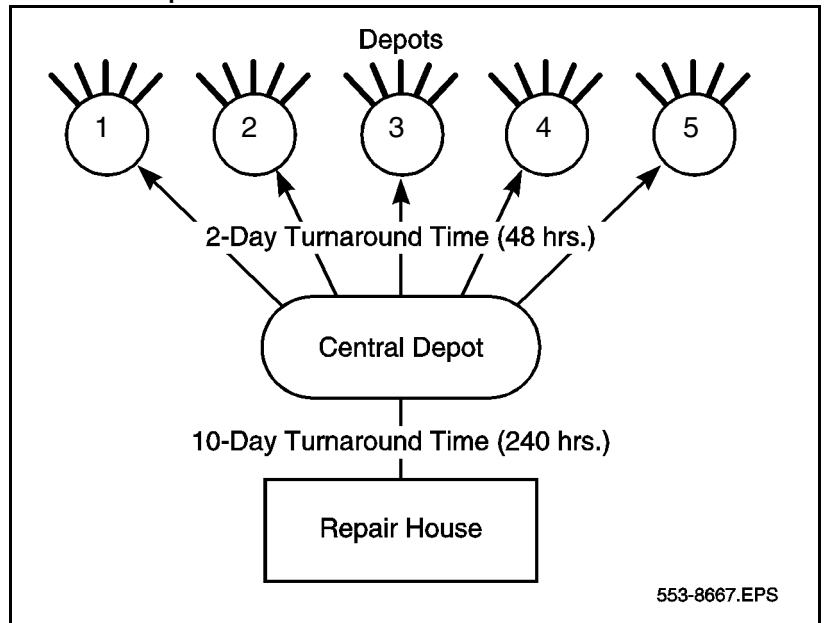 Depots
1 2 3 4 5
2-Day Turnaround Time (48 hrs.)
Central Depot
10-Day Turnaround Time (240 hrs.)
Repair House
553-8667.EPS